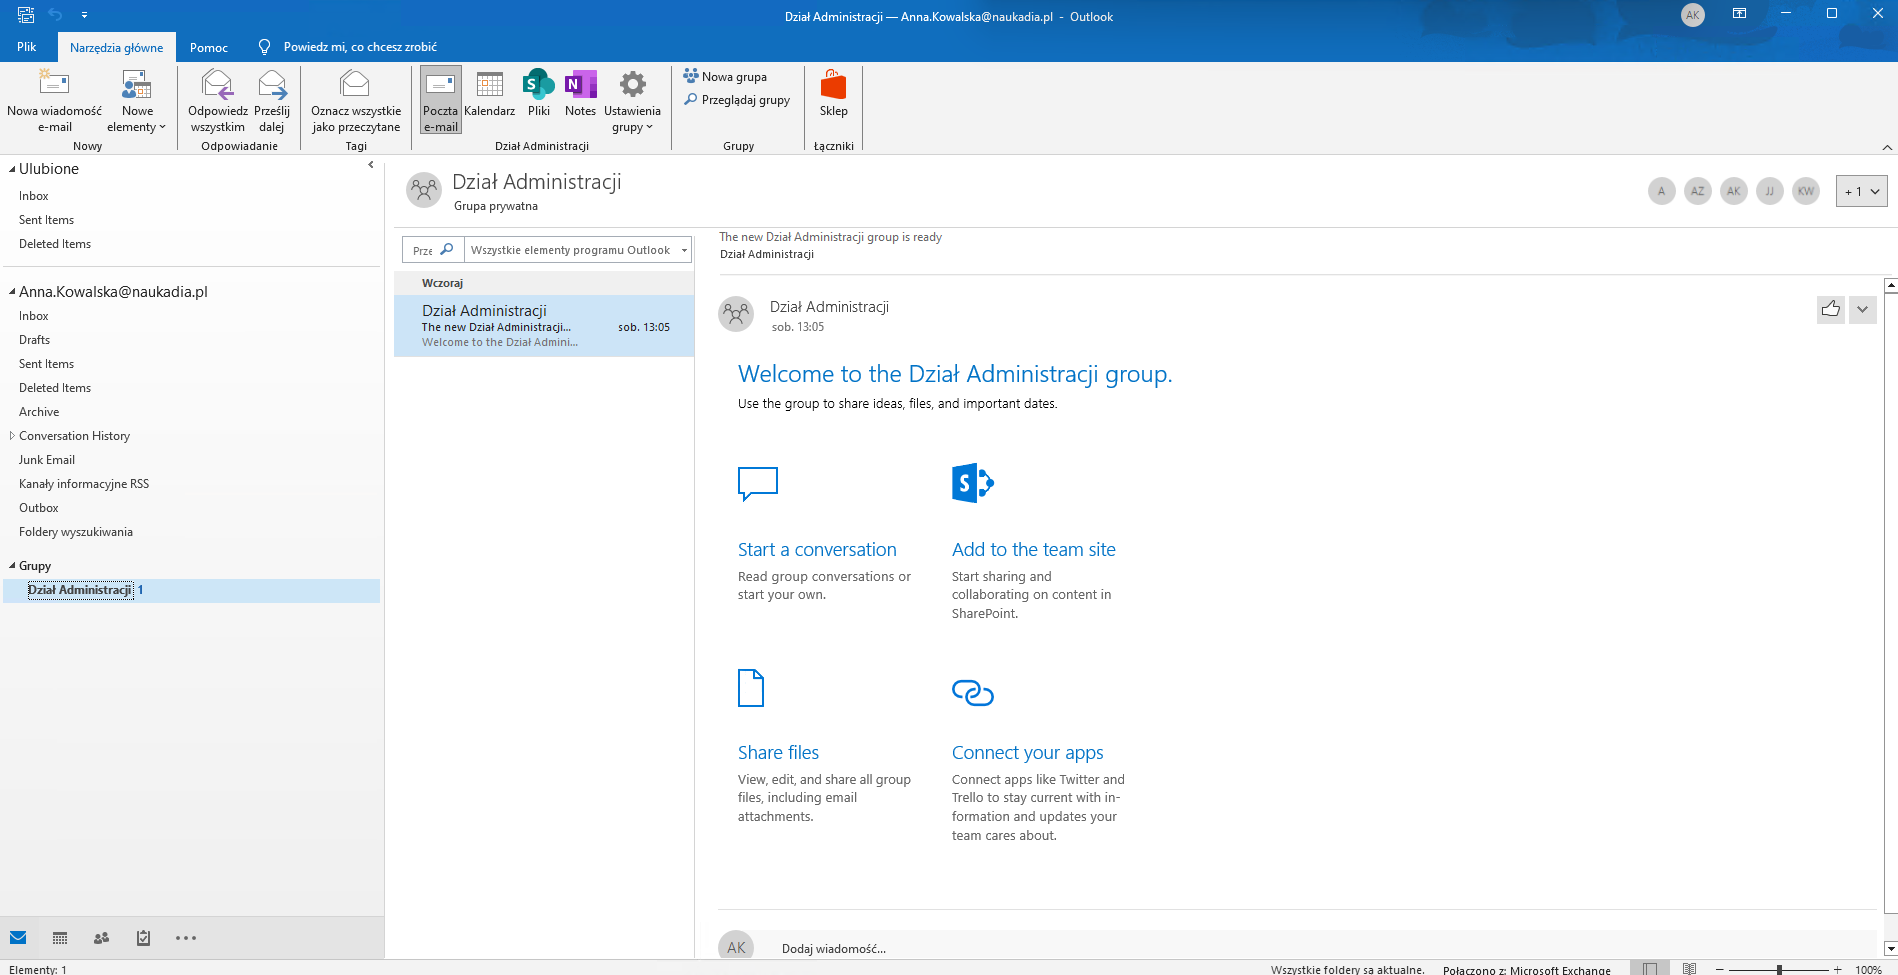 Dział Administracji — Anna.Kowalska@naukadia.pl - Outlook
AK
Plik
Narzędzia główne
Pomoc
Powiedz mi, co chcesz zrobić
Nowa wiadomość
e-mail
Nowe
elementy
Nowy
Odpowiedz
wszystkim
Prześlij
dalej
Odpowiadanie
Oznacz wszystkie
jako przeczytane
Tagi
Poczta
e-mail
Kalendarz
Pliki
Notes
Ustawienia
grupy
Dział Administracji
Nowa grupa
Przeglądaj grupy
Grupy
Sklep
Łączniki
Ulubione
Inbox
Sent Items
Deleted Items
Anna.Kowalska@naukadia.pl
Inbox
Drafts
Sent Items
Deleted Items
Archive
Conversation History
Junk Email
Kanały informacyjne RSS
Outbox
Foldery wyszukiwania
Grupy
Dział Administracji 1
Dział Administracji
Grupa prywatna
A
AZ
AK
JJ
KW
+ 1
Prze
Wszystkie elementy programu Outlook
Wczoraj
Dział Administracji
The new Dział Administracji... sob. 13:05
Welcome to the Dział Admini...
The new Dział Administracji group is ready
Dział Administracji
Dział Administracji
sob. 13:05
Welcome to the Dział Administracji group.
Use the group to share ideas, files, and important dates.
Start a conversation
Read group conversations or
start your own.
Add to the team site
Start sharing and
collaborating on content in
SharePoint.
Share files
View, edit, and share all group
files, including email
attachments.
Connect your apps
Connect apps like Twitter and
Trello to stay current with in-
formation and updates your
team cares about.
AK
Dodaj wiadomość...
Elementy: 1
Wszystkie foldery są aktualne.
Połączono z: Microsoft Exchange
100%